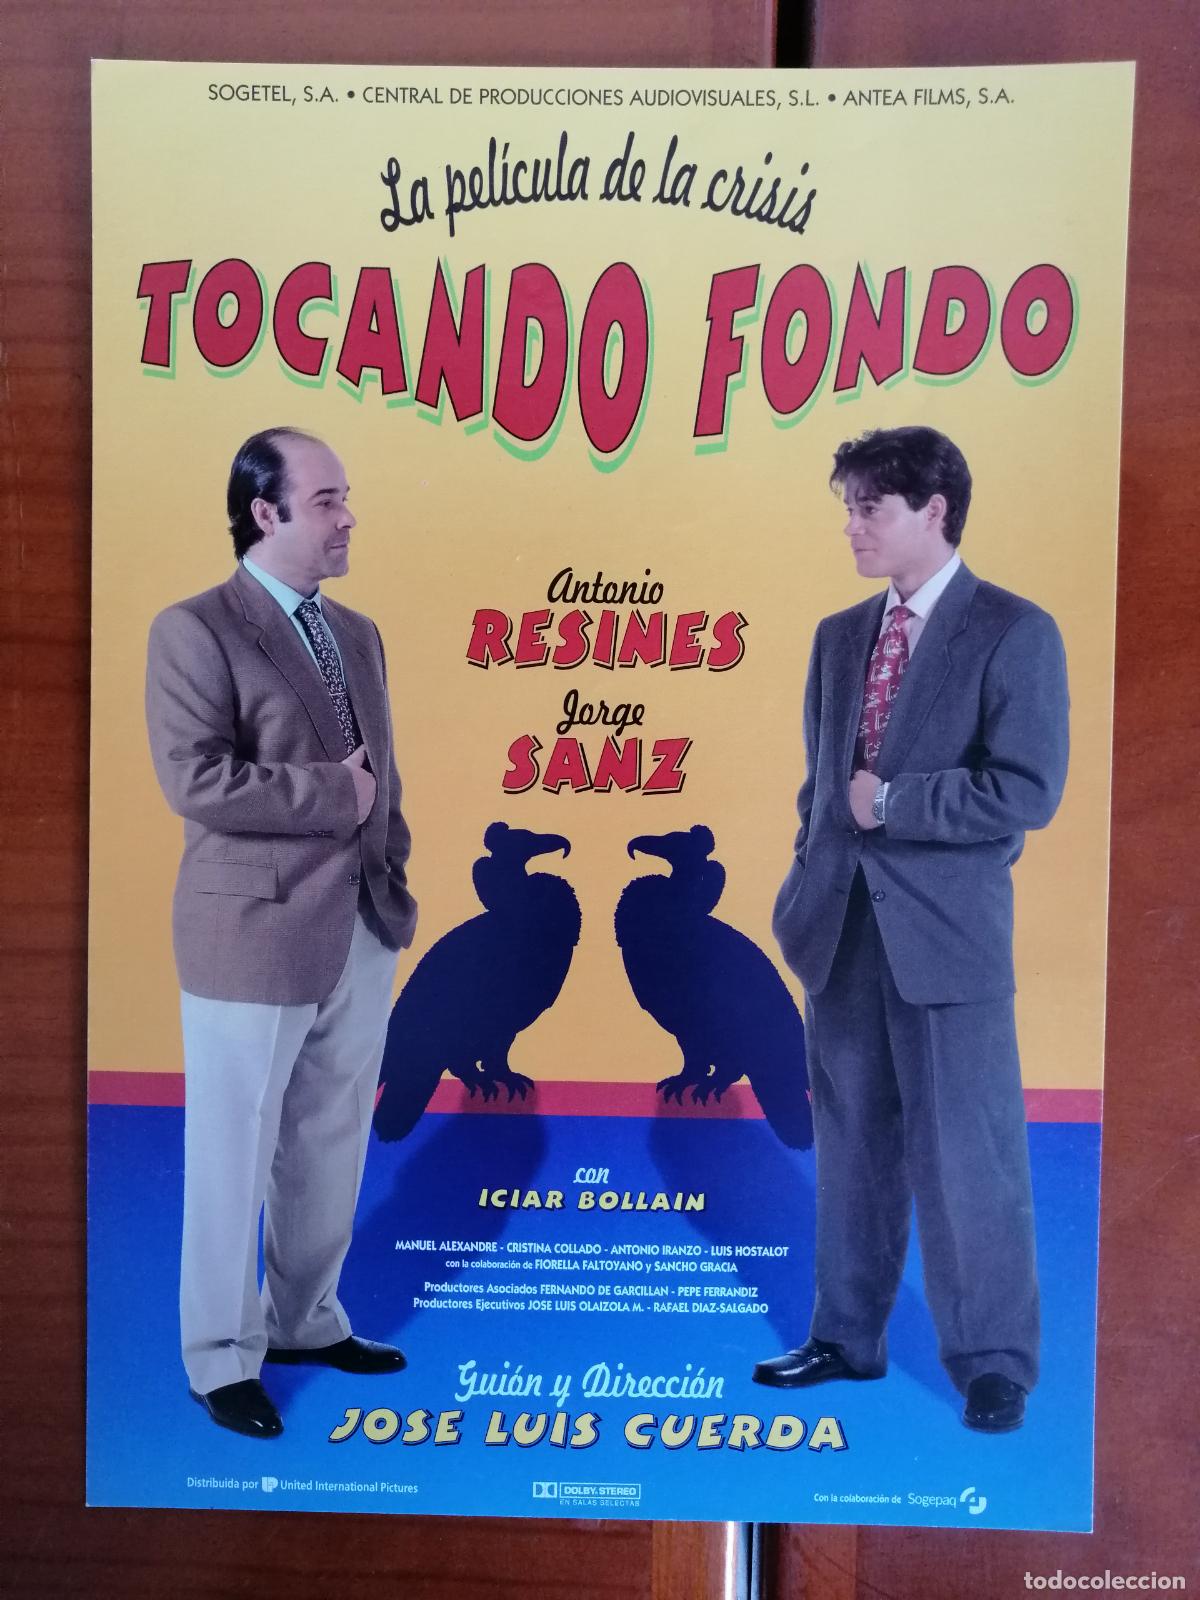 SOGETEL, S.A. • CENTRAL DE PRODUCCIONES AUDIOVISUALES, S.L. • ANTEA FILMS, S.A.
La película de la crisis
TOCANDO FONDO
Antonio
RESINES
Jorge
SANZ
con
ICIAR BOLLAIN
MANUEL ALEXANDRE - CRISTINA COLLADO - ANTONIO IRANZO - LUIS HOSTALOT
con la colaboración de FIORELLA FALTOYANO y SANCHO GRACIA
Productores Asociados FERNANDO DE GARCILLAN - PEPE FERRANDIZ
Productores Ejecutivos JOSE LUIS OLAIZOLA M. - RAFAEL DIAZ-SALGADO
Guión y Dirección
JOSE LUIS CUERDA
Distribuida por United International Pictures
DOLBY STEREO
EN SALAS SELECTAS
Con la colaboración de Sogepaq
todocoleccion